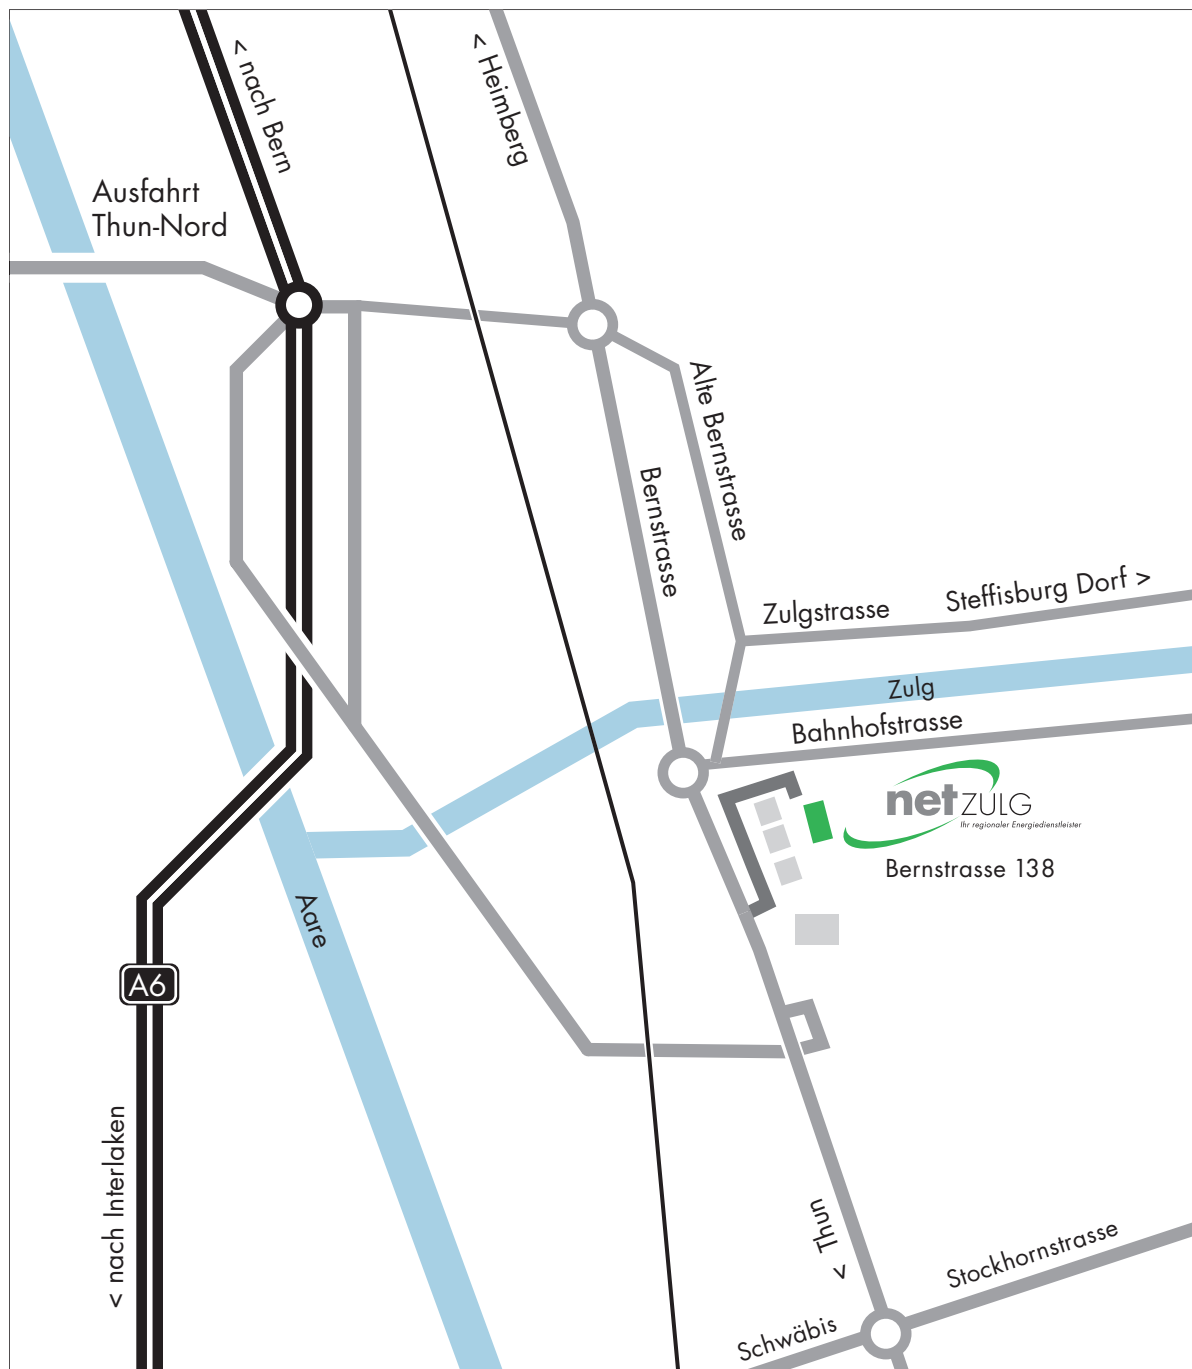 < nach Bern
< Heimberg
Ausfahrt
Thun-Nord
Alte Bernstrasse
Bernstrasse
Zulgstrasse
Steffisburg Dorf >
Zulg
Bahnhofstrasse
netZULG
Ihr regionaler Energiedienstleister
Bernstrasse 138
Aare
A6
< nach Interlaken
< Thun
Stockhornstrasse
Schwäbis